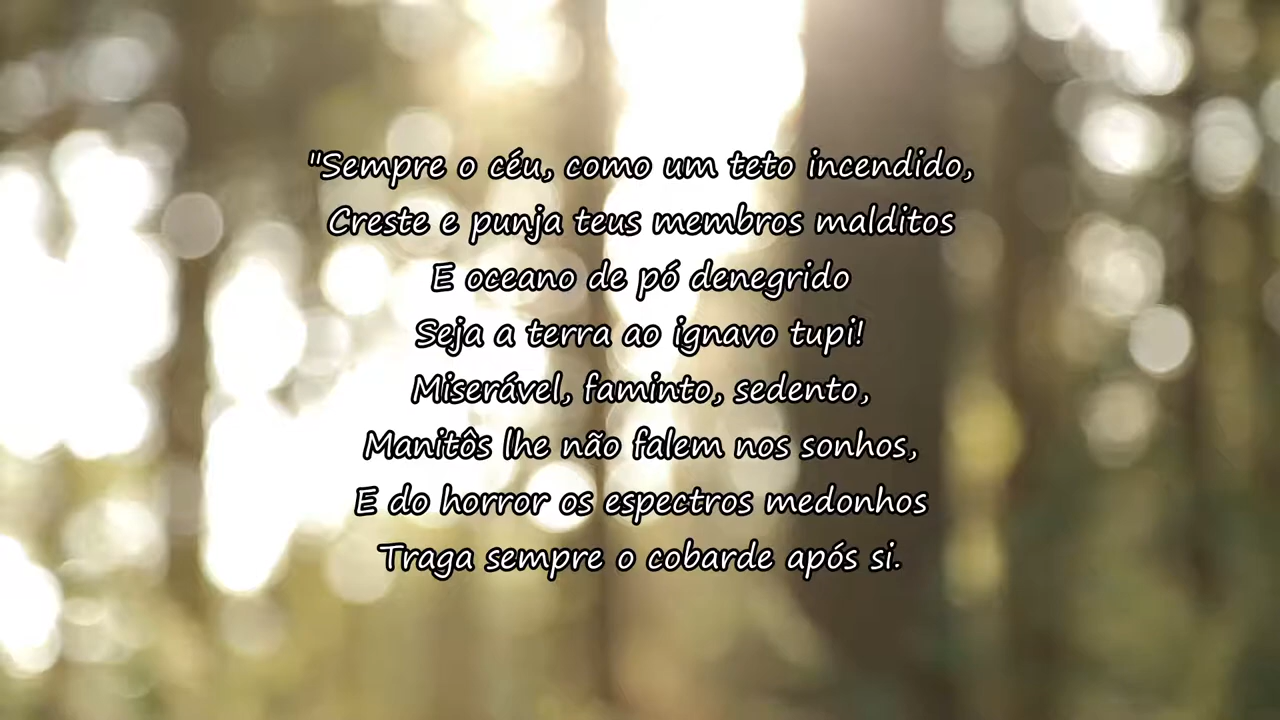 "Sempre o céu, como um teto incendido,
Creste e punja teus membros malditos
E oceano de pó denegrido
Seja a terra ao ignavo tupi!
Miserável, faminto, sedento,
Manitôs lhe não falem nos sonhos,
E do horror os espectros medonhos
Traga sempre o cobarde após si.